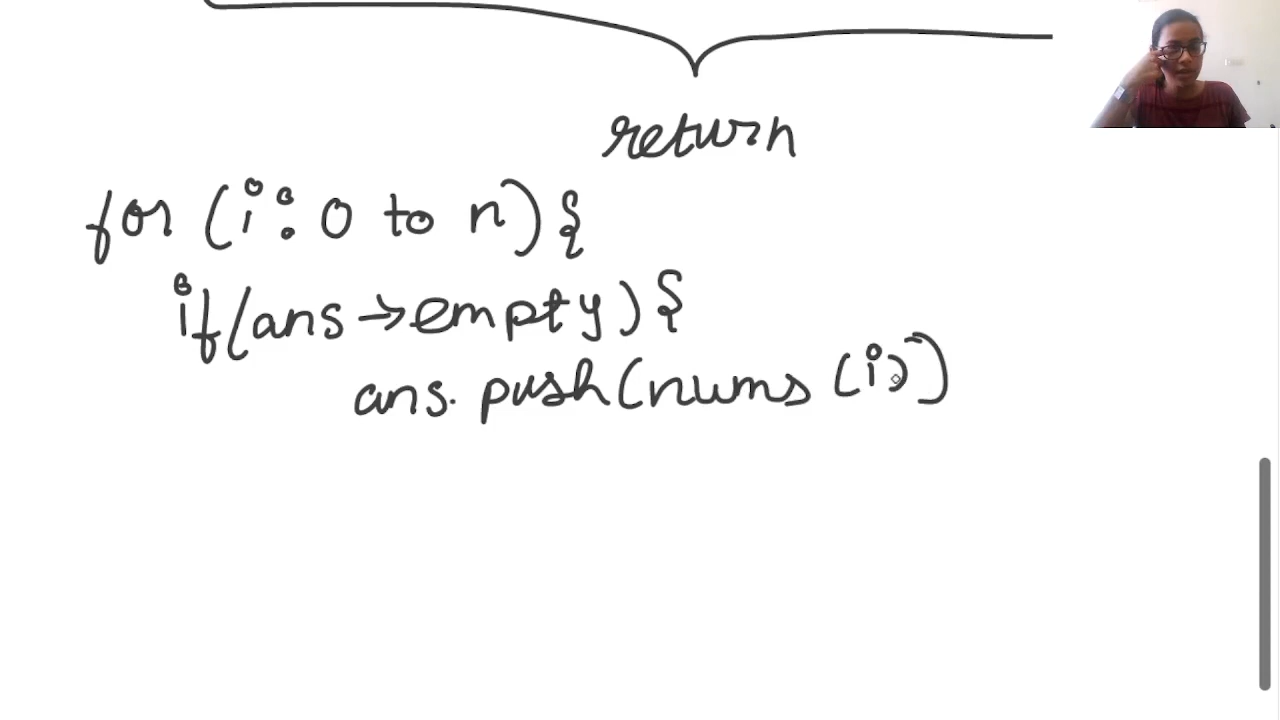 return
for (i : 0 to n) {
if(ans → empty) {
ans. push (nums (i))